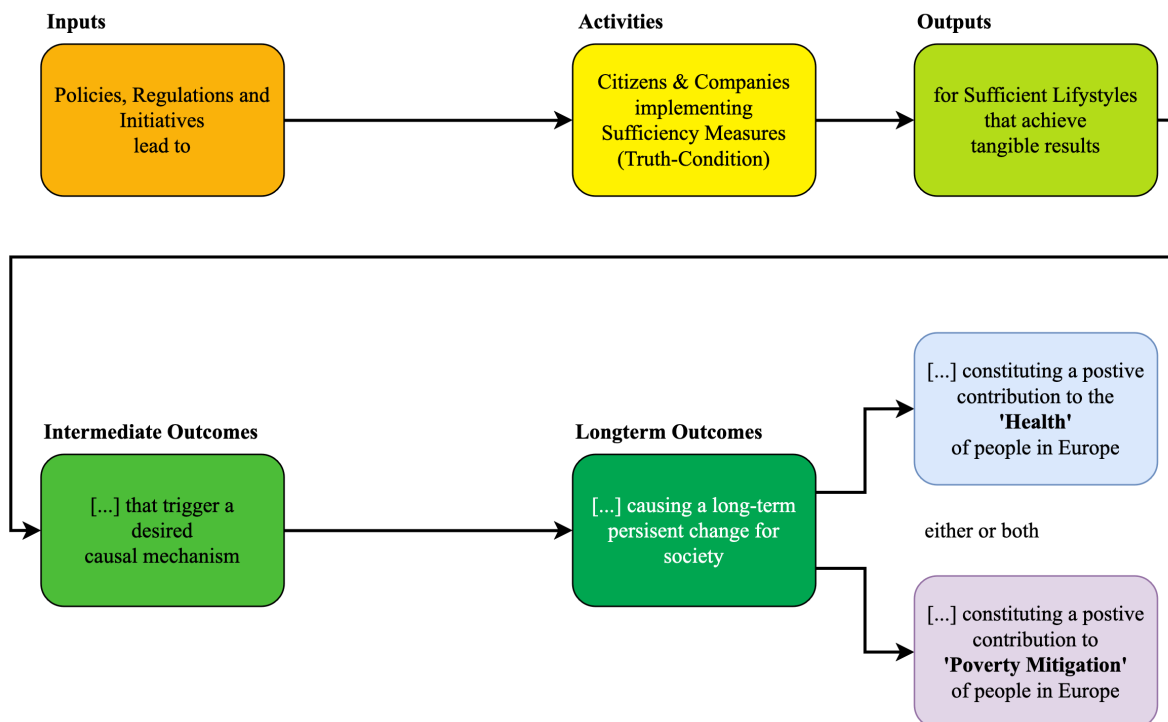 Inputs
Policies, Regulations and
Initiatives
lead to
Activities
Citizens & Companies
implementing
Sufficiency Measures
(Truth-Condition)
Outputs
for Sufficient Lifystyles
that achieve
tangible results
Intermediate Outcomes
[...] that trigger a
desired
causal mechanism
Longterm Outcomes
[...] causing a long-term
persisent change for
society
[...] constituting a postive
contribution to the
'Health'
of people in Europe
either or both
[...] constituting a postive
contribution to
'Poverty Mitigation'
of people in Europe